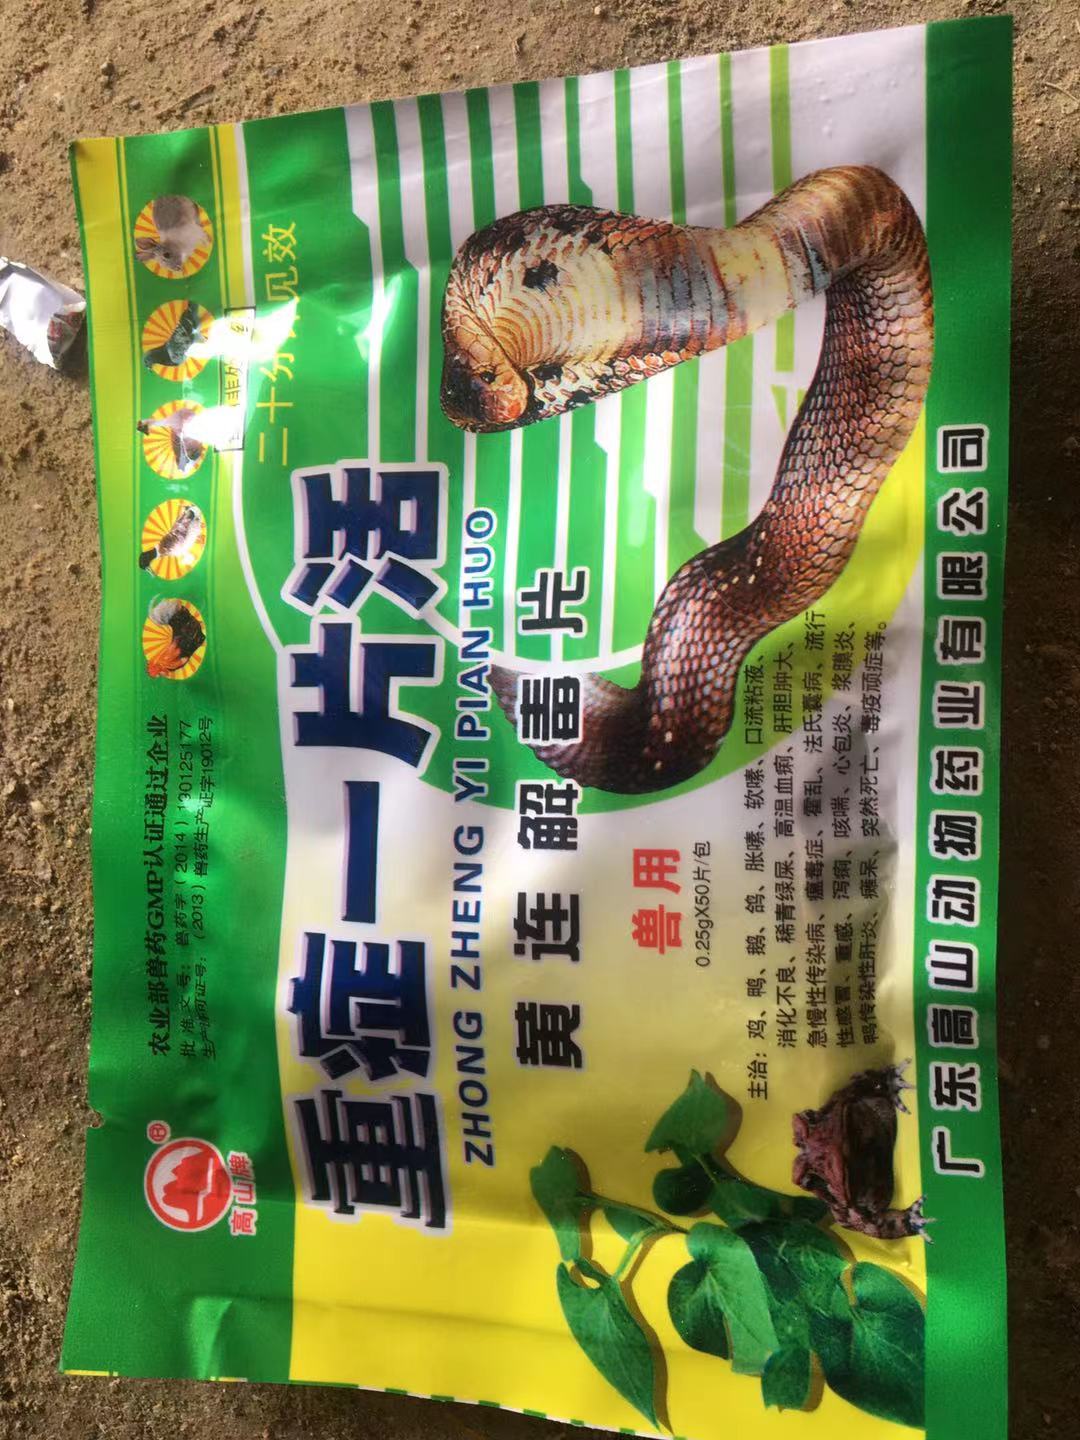 农业部兽药GMP认证通过企业
批准文号：兽药字（2014）130125177
生产许可证号：（2013）兽药生产证字19012号
高山牌
二十分 见效
重症一片活
ZHONG ZHENG YI PIAN HUO
黄连解毒片
兽用
0.25gX50片/包
主治：鸡、鸭、鹅、鸽、胀嗉、软嗉、口流粘液、
消化不良、稀青绿屎、高温血痢、肝胆肿大、
急慢性传染病、瘟毒症、霍乱、法氏囊病、流行
性感冒、重感、泻痢、咳喘、心包炎、浆膜炎、
鸭传染性肝炎、瘫呆、突然死亡、毒疫顽症等。
广东高山动物药业有限公司